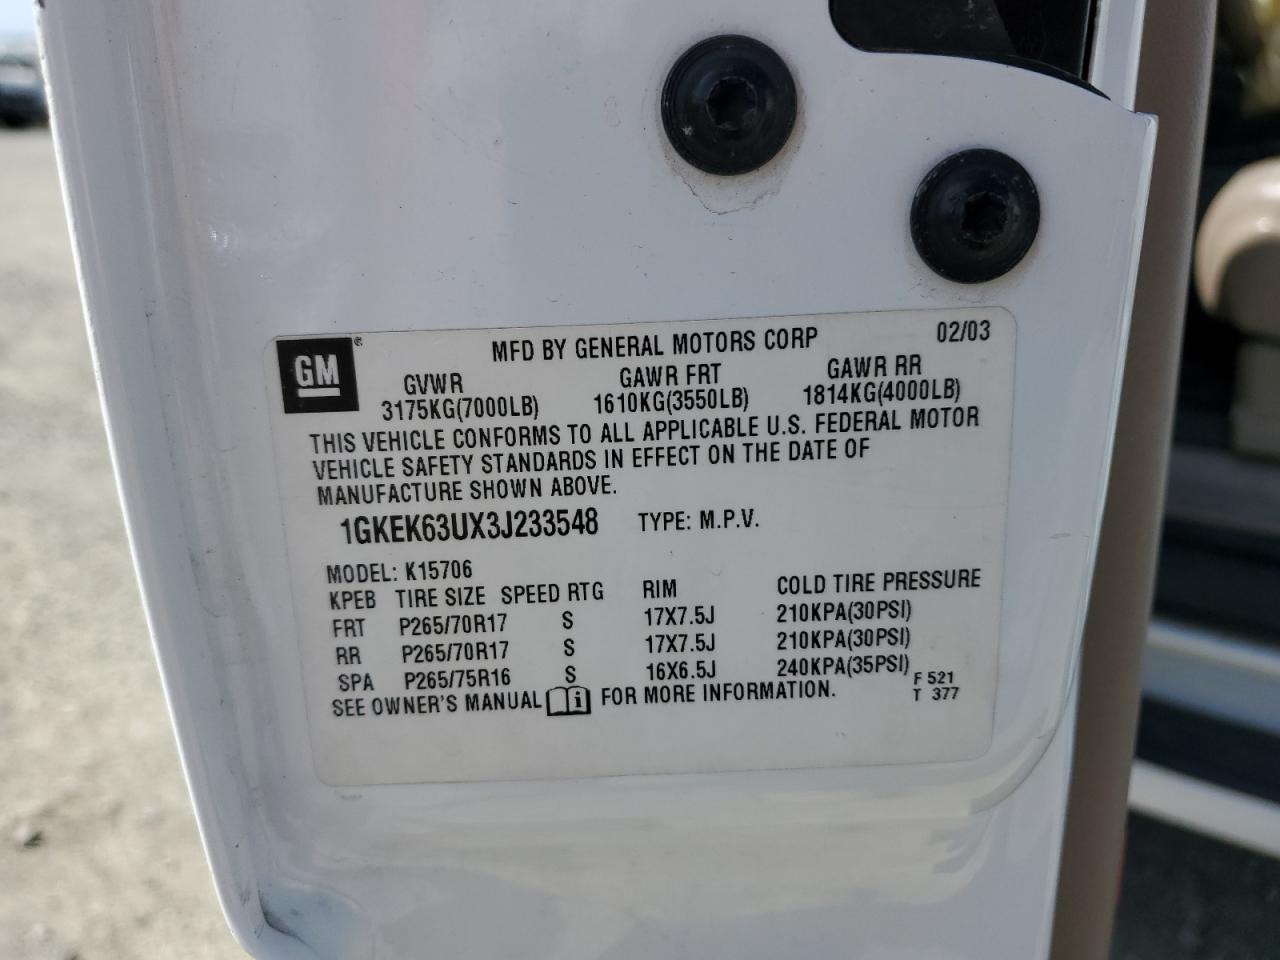 GM ®
MFD BY GENERAL MOTORS CORP 02/03
GVWR GAWR FRT GAWR RR
3175KG(7000LB) 1610KG(3550LB) 1814KG(4000LB)
THIS VEHICLE CONFORMS TO ALL APPLICABLE U.S. FEDERAL MOTOR
VEHICLE SAFETY STANDARDS IN EFFECT ON THE DATE OF
MANUFACTURE SHOWN ABOVE.
1GKEK63UX3J233548 TYPE: M.P.V.
MODEL: K15706
KPEB TIRE SIZE SPEED RTG RIM COLD TIRE PRESSURE
FRT P265/70R17 S 17X7.5J 210KPA(30PSI)
RR P265/70R17 S 17X7.5J 210KPA(30PSI)
SPA P265/75R16 S 16X6.5J 240KPA(35PSI) F 521
SEE OWNER'S MANUAL i FOR MORE INFORMATION. T 377